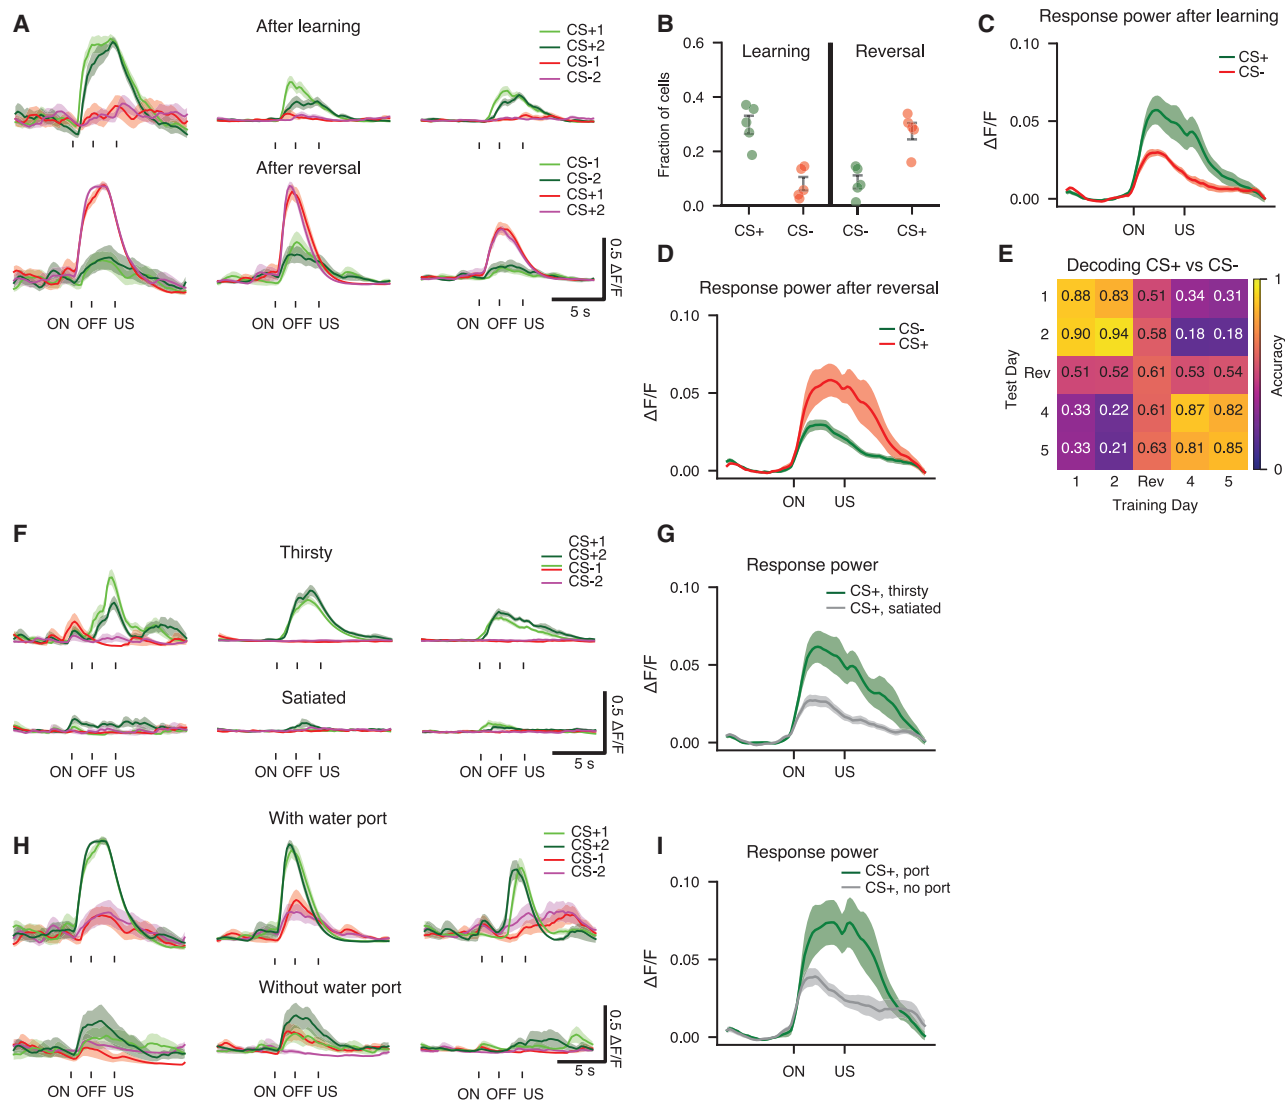 A
After learning
CS+1
CS+2
CS-1
CS-2
After reversal
CS-1
CS-2
CS+1
CS+2
0.5 ΔF/F
5 s
ON OFF US
ON OFF US
ON OFF US
B
Learning
Reversal
Fraction of cells
0.6
0.4
0.2
0.0
CS+
CS-
CS-
CS+
C
Response power after learning
CS+
CS-
ΔF/F
0.10
0.05
0.00
ON
US
D
Response power after reversal
CS-
CS+
ΔF/F
0.10
0.05
0.00
ON
US
E
Decoding CS+ vs CS-
Test Day
1 0.88 0.83 0.51 0.34 0.31
2 0.90 0.94 0.58 0.18 0.18
Rev 0.51 0.52 0.61 0.53 0.54
4 0.33 0.22 0.61 0.87 0.82
5 0.33 0.21 0.63 0.81 0.85
1 2 Rev 4 5
Training Day
1
Accuracy
0
F
Thirsty
CS+1
CS+2
CS-1
CS-2
Satiated
0.5 ΔF/F
5 s
ON OFF US
ON OFF US
ON OFF US
G
Response power
CS+, thirsty
CS+, satiated
ΔF/F
0.10
0.05
0.00
ON
US
H
With water port
CS+1
CS+2
CS-1
CS-2
Without water port
0.5 ΔF/F
5 s
ON OFF US
ON OFF US
ON OFF US
I
Response power
CS+, port
CS+, no port
ΔF/F
0.10
0.05
0.00
ON
US